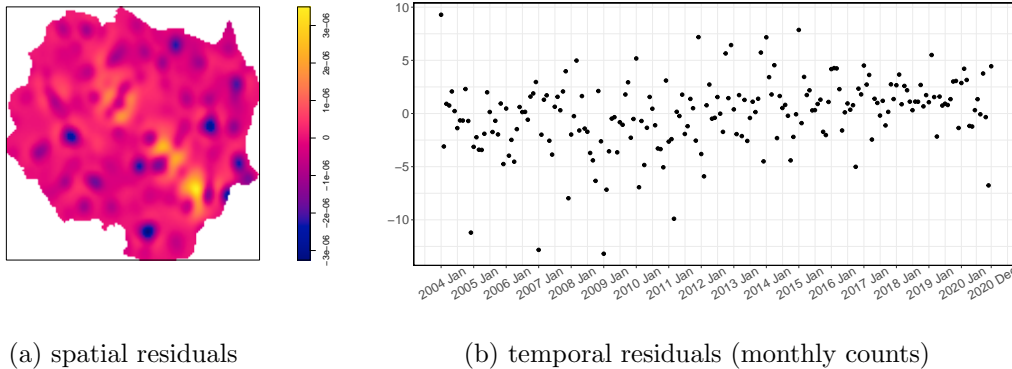 3e−06
2e−06
1e−06
0
−1e−06
−2e−06
−3e−06
10
5
0
−5
−10
2004 Jan
2005 Jan
2006 Jan
2007 Jan
2008 Jan
2009 Jan
2010 Jan
2011 Jan
2012 Jan
2013 Jan
2014 Jan
2015 Jan
2016 Jan
2017 Jan
2018 Jan
2019 Jan
2020 Jan
2020 Dec
(a) spatial residuals
(b) temporal residuals (monthly counts)